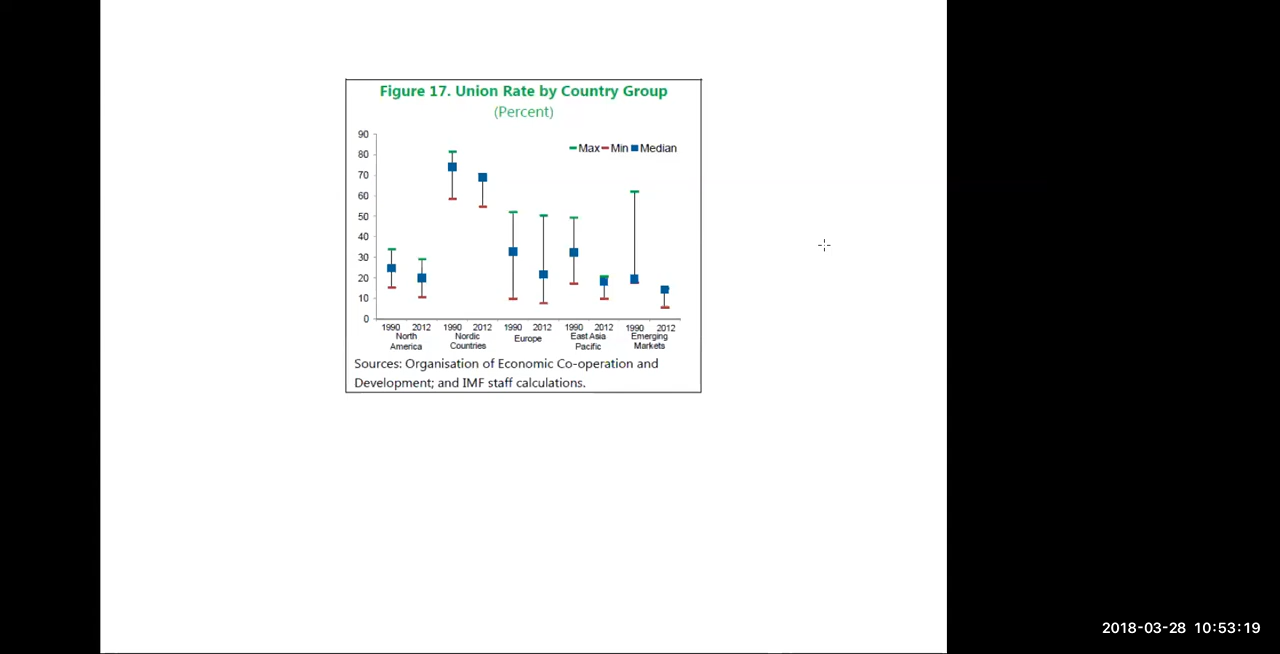 Figure 17. Union Rate by Country Group
(Percent)
Max Min Median
90
80
70
60
50
40
30
20
10
0
1990 2012 1990 2012 1990 2012 1990 2012 1990 2012
North America Nordic Countries Europe East Asia Pacific Emerging Markets
Sources: Organisation of Economic Co-operation and
Development; and IMF staff calculations.
2018-03-28 10:53:19